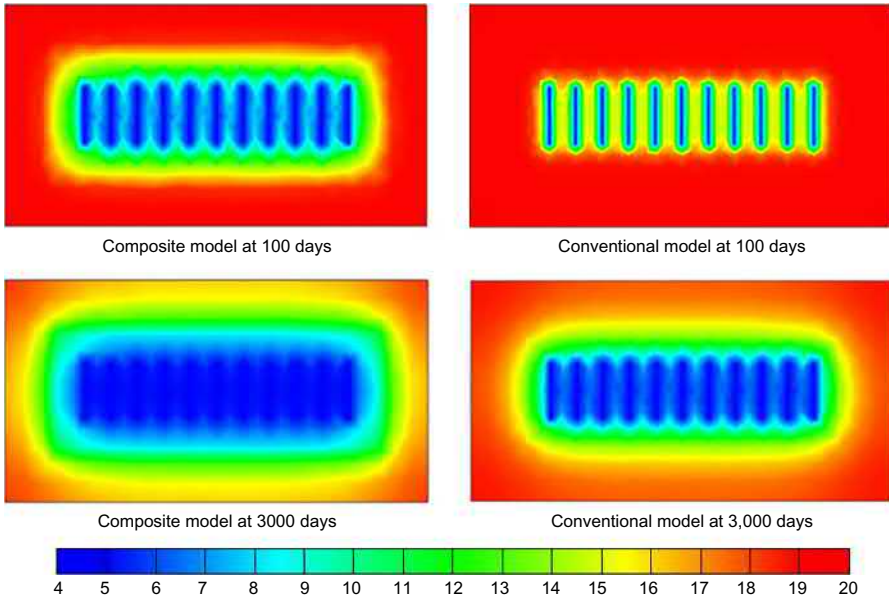 Composite model at 100 days
Conventional model at 100 days
Composite model at 3000 days
Conventional model at 3,000 days
4 5 6 7 8 9 10 11 12 13 14 15 16 17 18 19 20